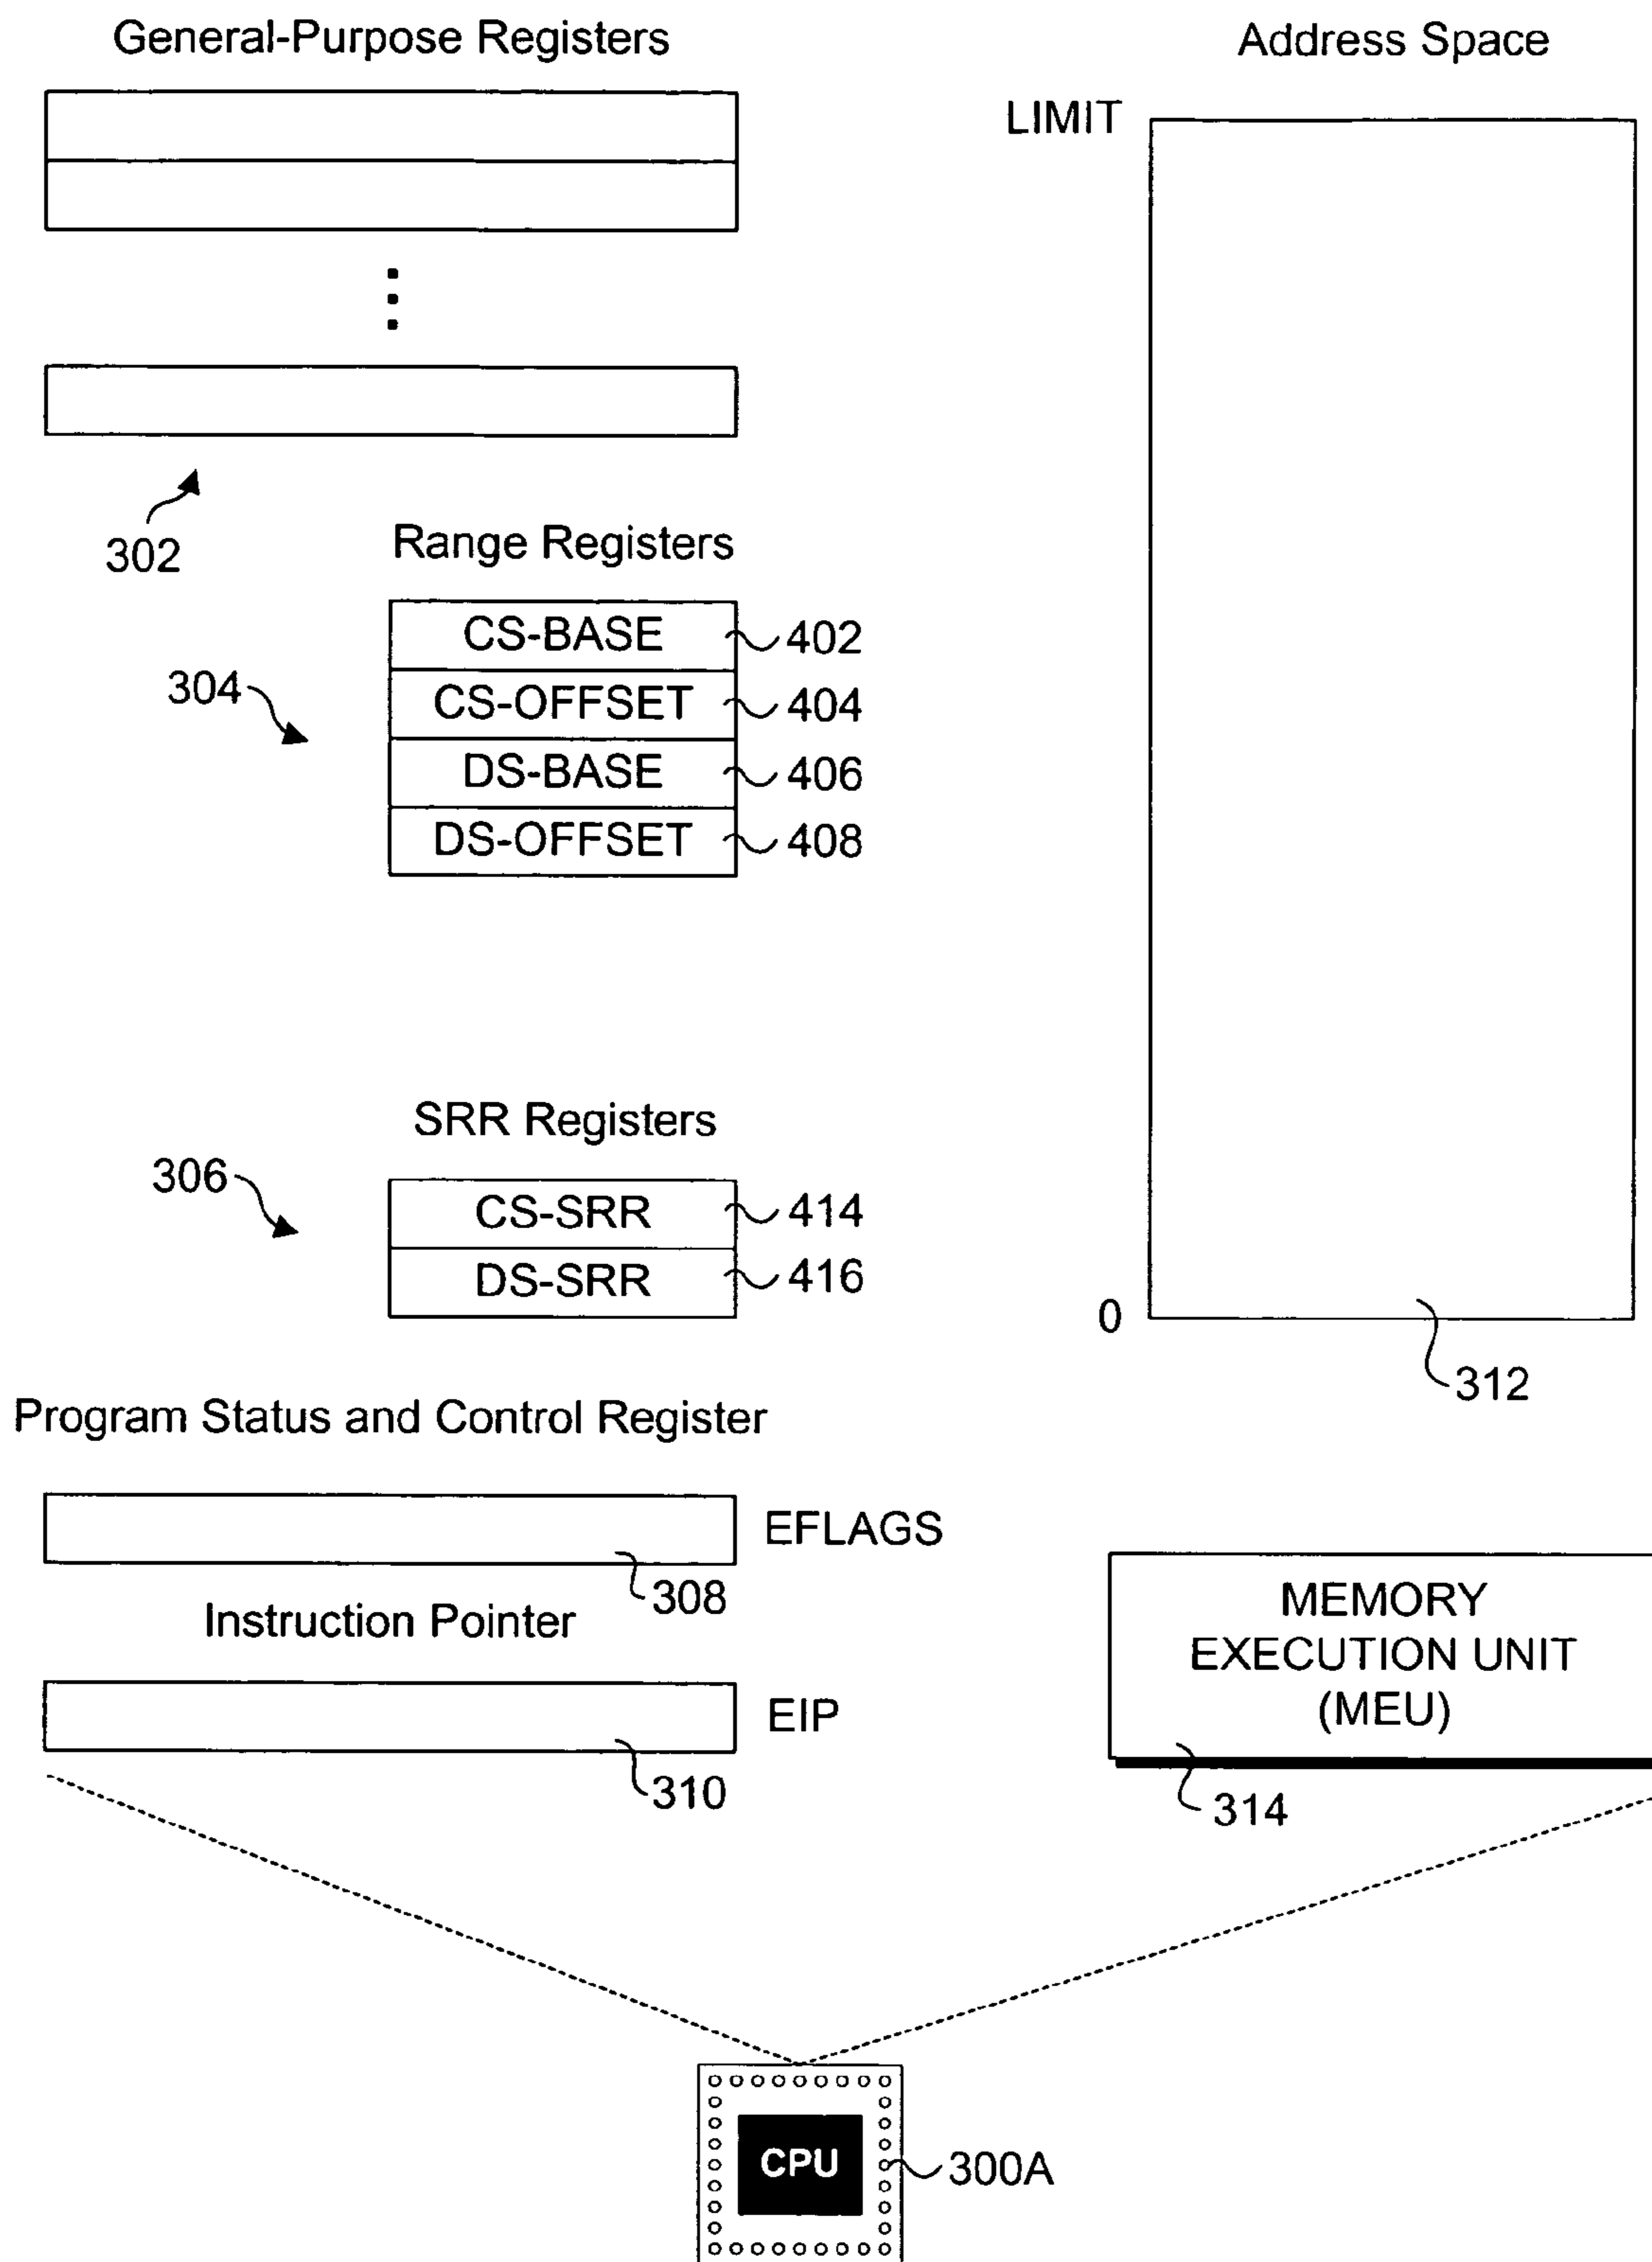 General-Purpose Registers
302
Range Registers
304
CS-BASE 402
CS-OFFSET 404
DS-BASE 406
DS-OFFSET 408
SRR Registers
306
CS-SRR 414
DS-SRR 416
Program Status and Control Register
EFLAGS
308
Instruction Pointer
EIP
310
Address Space
LIMIT
0
312
MEMORY
EXECUTION UNIT
(MEU)
314
CPU
300A